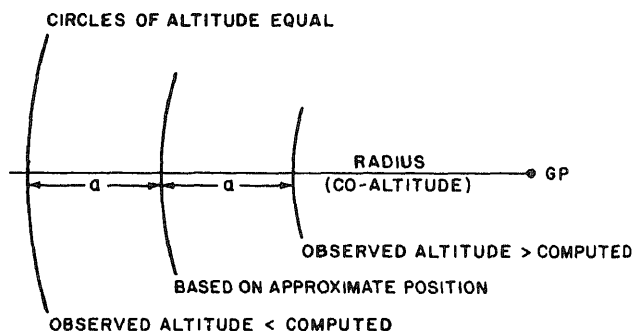 CIRCLES OF ALTITUDE EQUAL
RADIUS
(CO-ALTITUDE)
GP
a
a
OBSERVED ALTITUDE > COMPUTED
BASED ON APPROXIMATE POSITION
OBSERVED ALTITUDE < COMPUTED